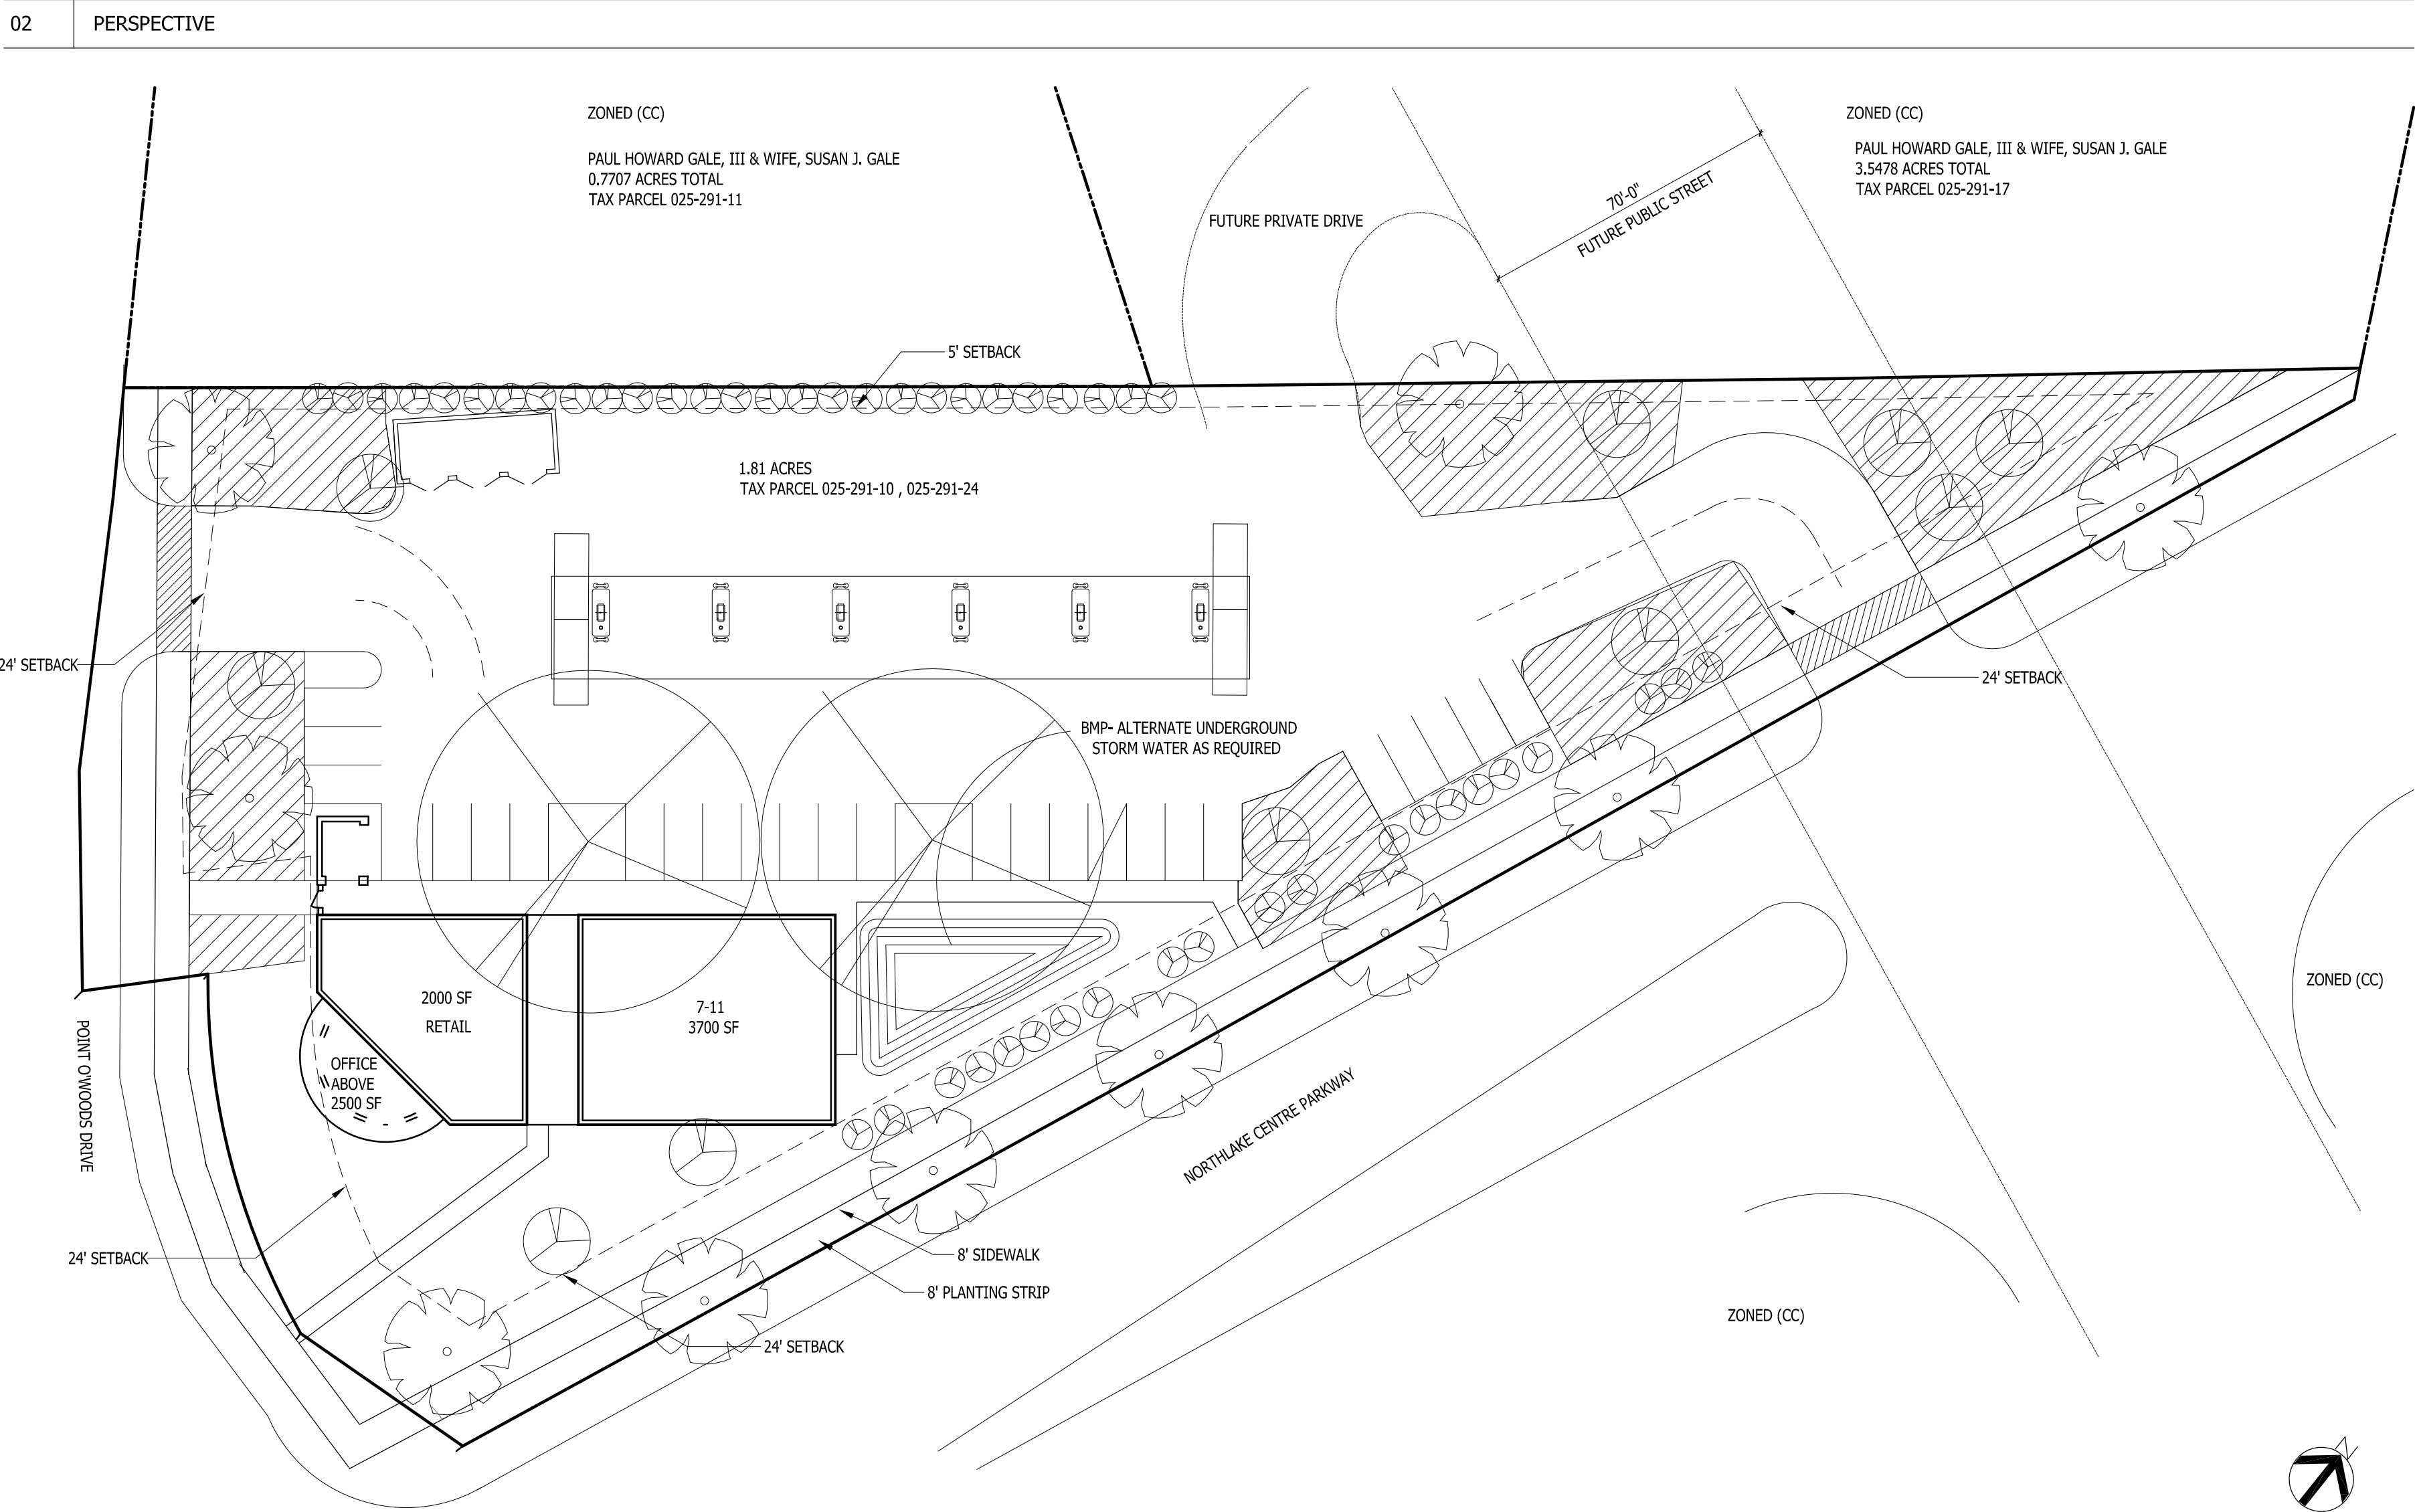 02 PERSPECTIVE
ZONED (CC)
PAUL HOWARD GALE, III & WIFE, SUSAN J. GALE
0.7707 ACRES TOTAL
TAX PARCEL 025-291-11
FUTURE PRIVATE DRIVE
70'-0"
FUTURE PUBLIC STREET
ZONED (CC)
PAUL HOWARD GALE, III & WIFE, SUSAN J. GALE
3.5478 ACRES TOTAL
TAX PARCEL 025-291-17
5' SETBACK
1.81 ACRES
TAX PARCEL 025-291-10 , 025-291-24
24' SETBACK
24' SETBACK
BMP- ALTERNATE UNDERGROUND
STORM WATER AS REQUIRED
2000 SF
RETAIL
7-11
3700 SF
OFFICE
ABOVE
2500 SF
POINT O'WOODS DRIVE
NORTHLAKE CENTRE PARKWAY
ZONED (CC)
24' SETBACK
8' SIDEWALK
8' PLANTING STRIP
24' SETBACK
ZONED (CC)
N